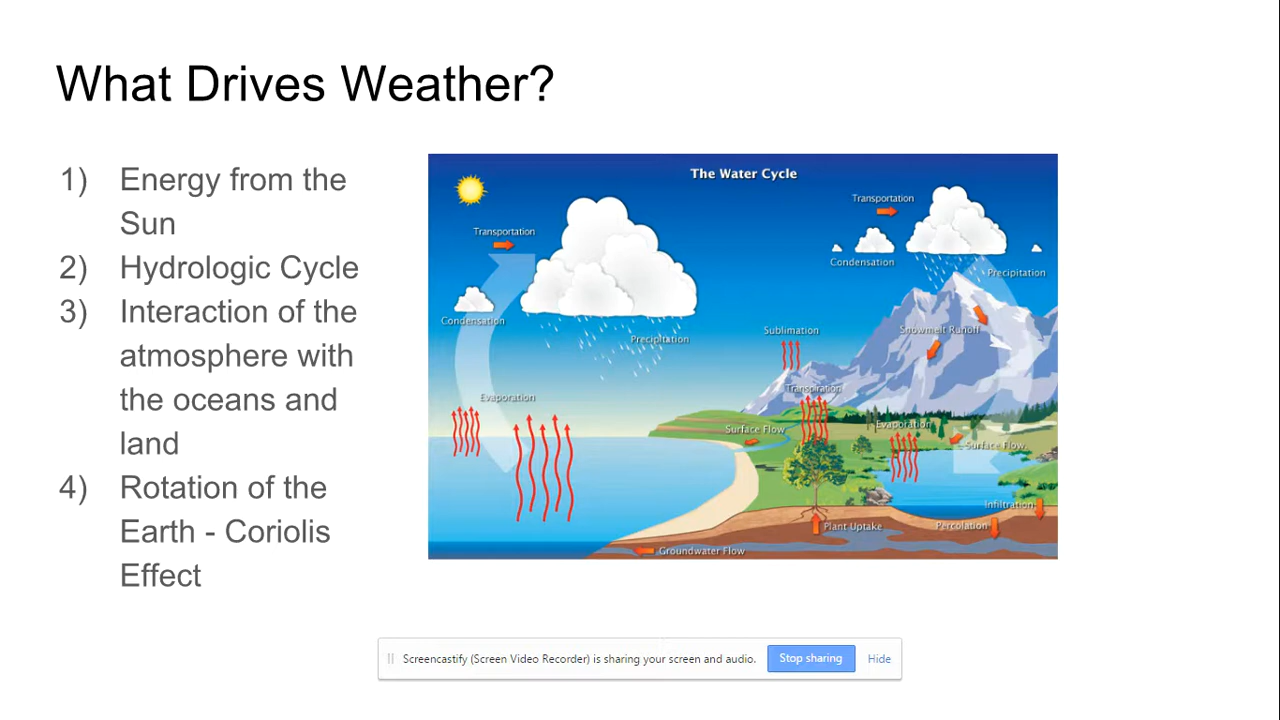 What Drives Weather?
1) Energy from the
Sun
2) Hydrologic Cycle
3) Interaction of the
atmosphere with
the oceans and
land
4) Rotation of the
Earth - Coriolis
Effect
The Water Cycle
Transportation
Transportation
Condensation
Precipitation
Condensation
Precipitation
Sublimation
Snowmelt Runoff
Transpiration
Evaporation
Evaporation
Surface Flow
Surface Flow
Infiltration
Plant Uptake
Percolation
Groundwater Flow
Screencastify (Screen Video Recorder) is sharing your screen and audio.
Stop sharing
Hide